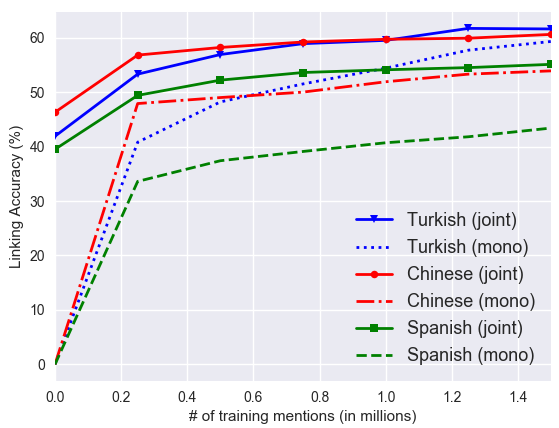 60
50
40
30
20
10
0
Linking Accuracy (%)
Turkish (joint)
Turkish (mono)
Chinese (joint)
Chinese (mono)
Spanish (joint)
Spanish (mono)
0.0 0.2 0.4 0.6 0.8 1.0 1.2 1.4
# of training mentions (in millions)